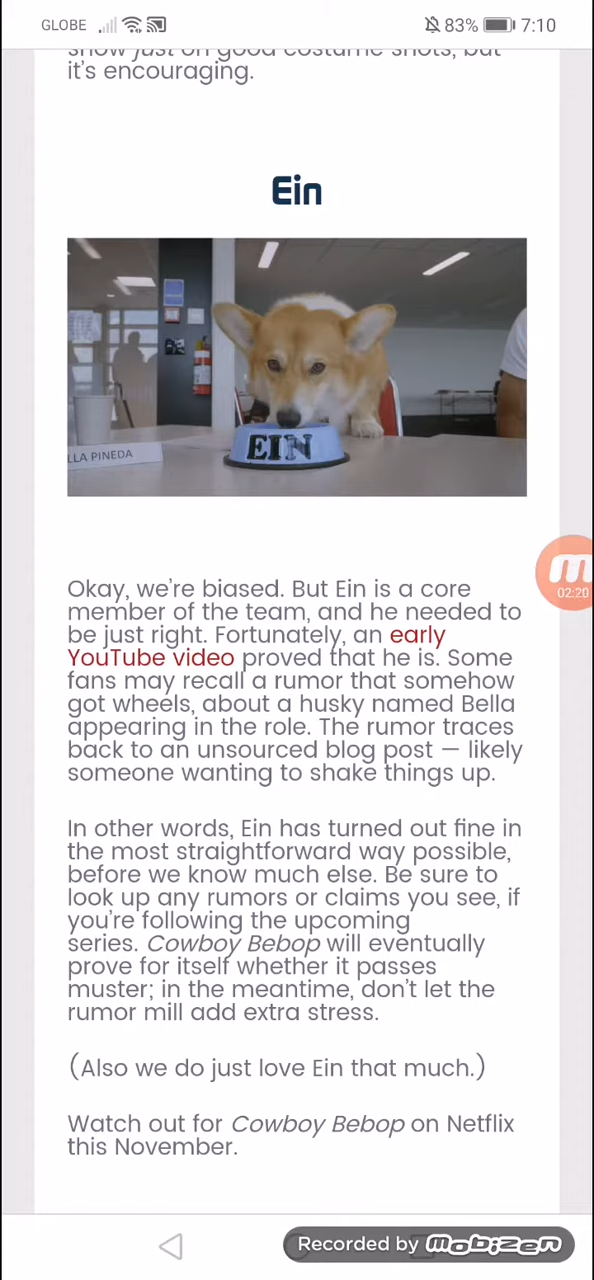 GLOBE 83% 7:10
show just on good costume shots, but
it's encouraging.
Ein
LLA PINEDA
EIN
02:20
Okay, we're biased. But Ein is a core
member of the team, and he needed to
be just right. Fortunately, an early
YouTube video proved that he is. Some
fans may recall a rumor that somehow
got wheels, about a husky named Bella
appearing in the role. The rumor traces
back to an unsourced blog post — likely
someone wanting to shake things up.
In other words, Ein has turned out fine in
the most straightforward way possible,
before we know much else. Be sure to
look up any rumors or claims you see, if
you're following the upcoming
series. Cowboy Bebop will eventually
prove for itself whether it passes
muster; in the meantime, don't let the
rumor mill add extra stress.
(Also we do just love Ein that much.)
Watch out for Cowboy Bebop on Netflix
this November.
Recorded by mobizen